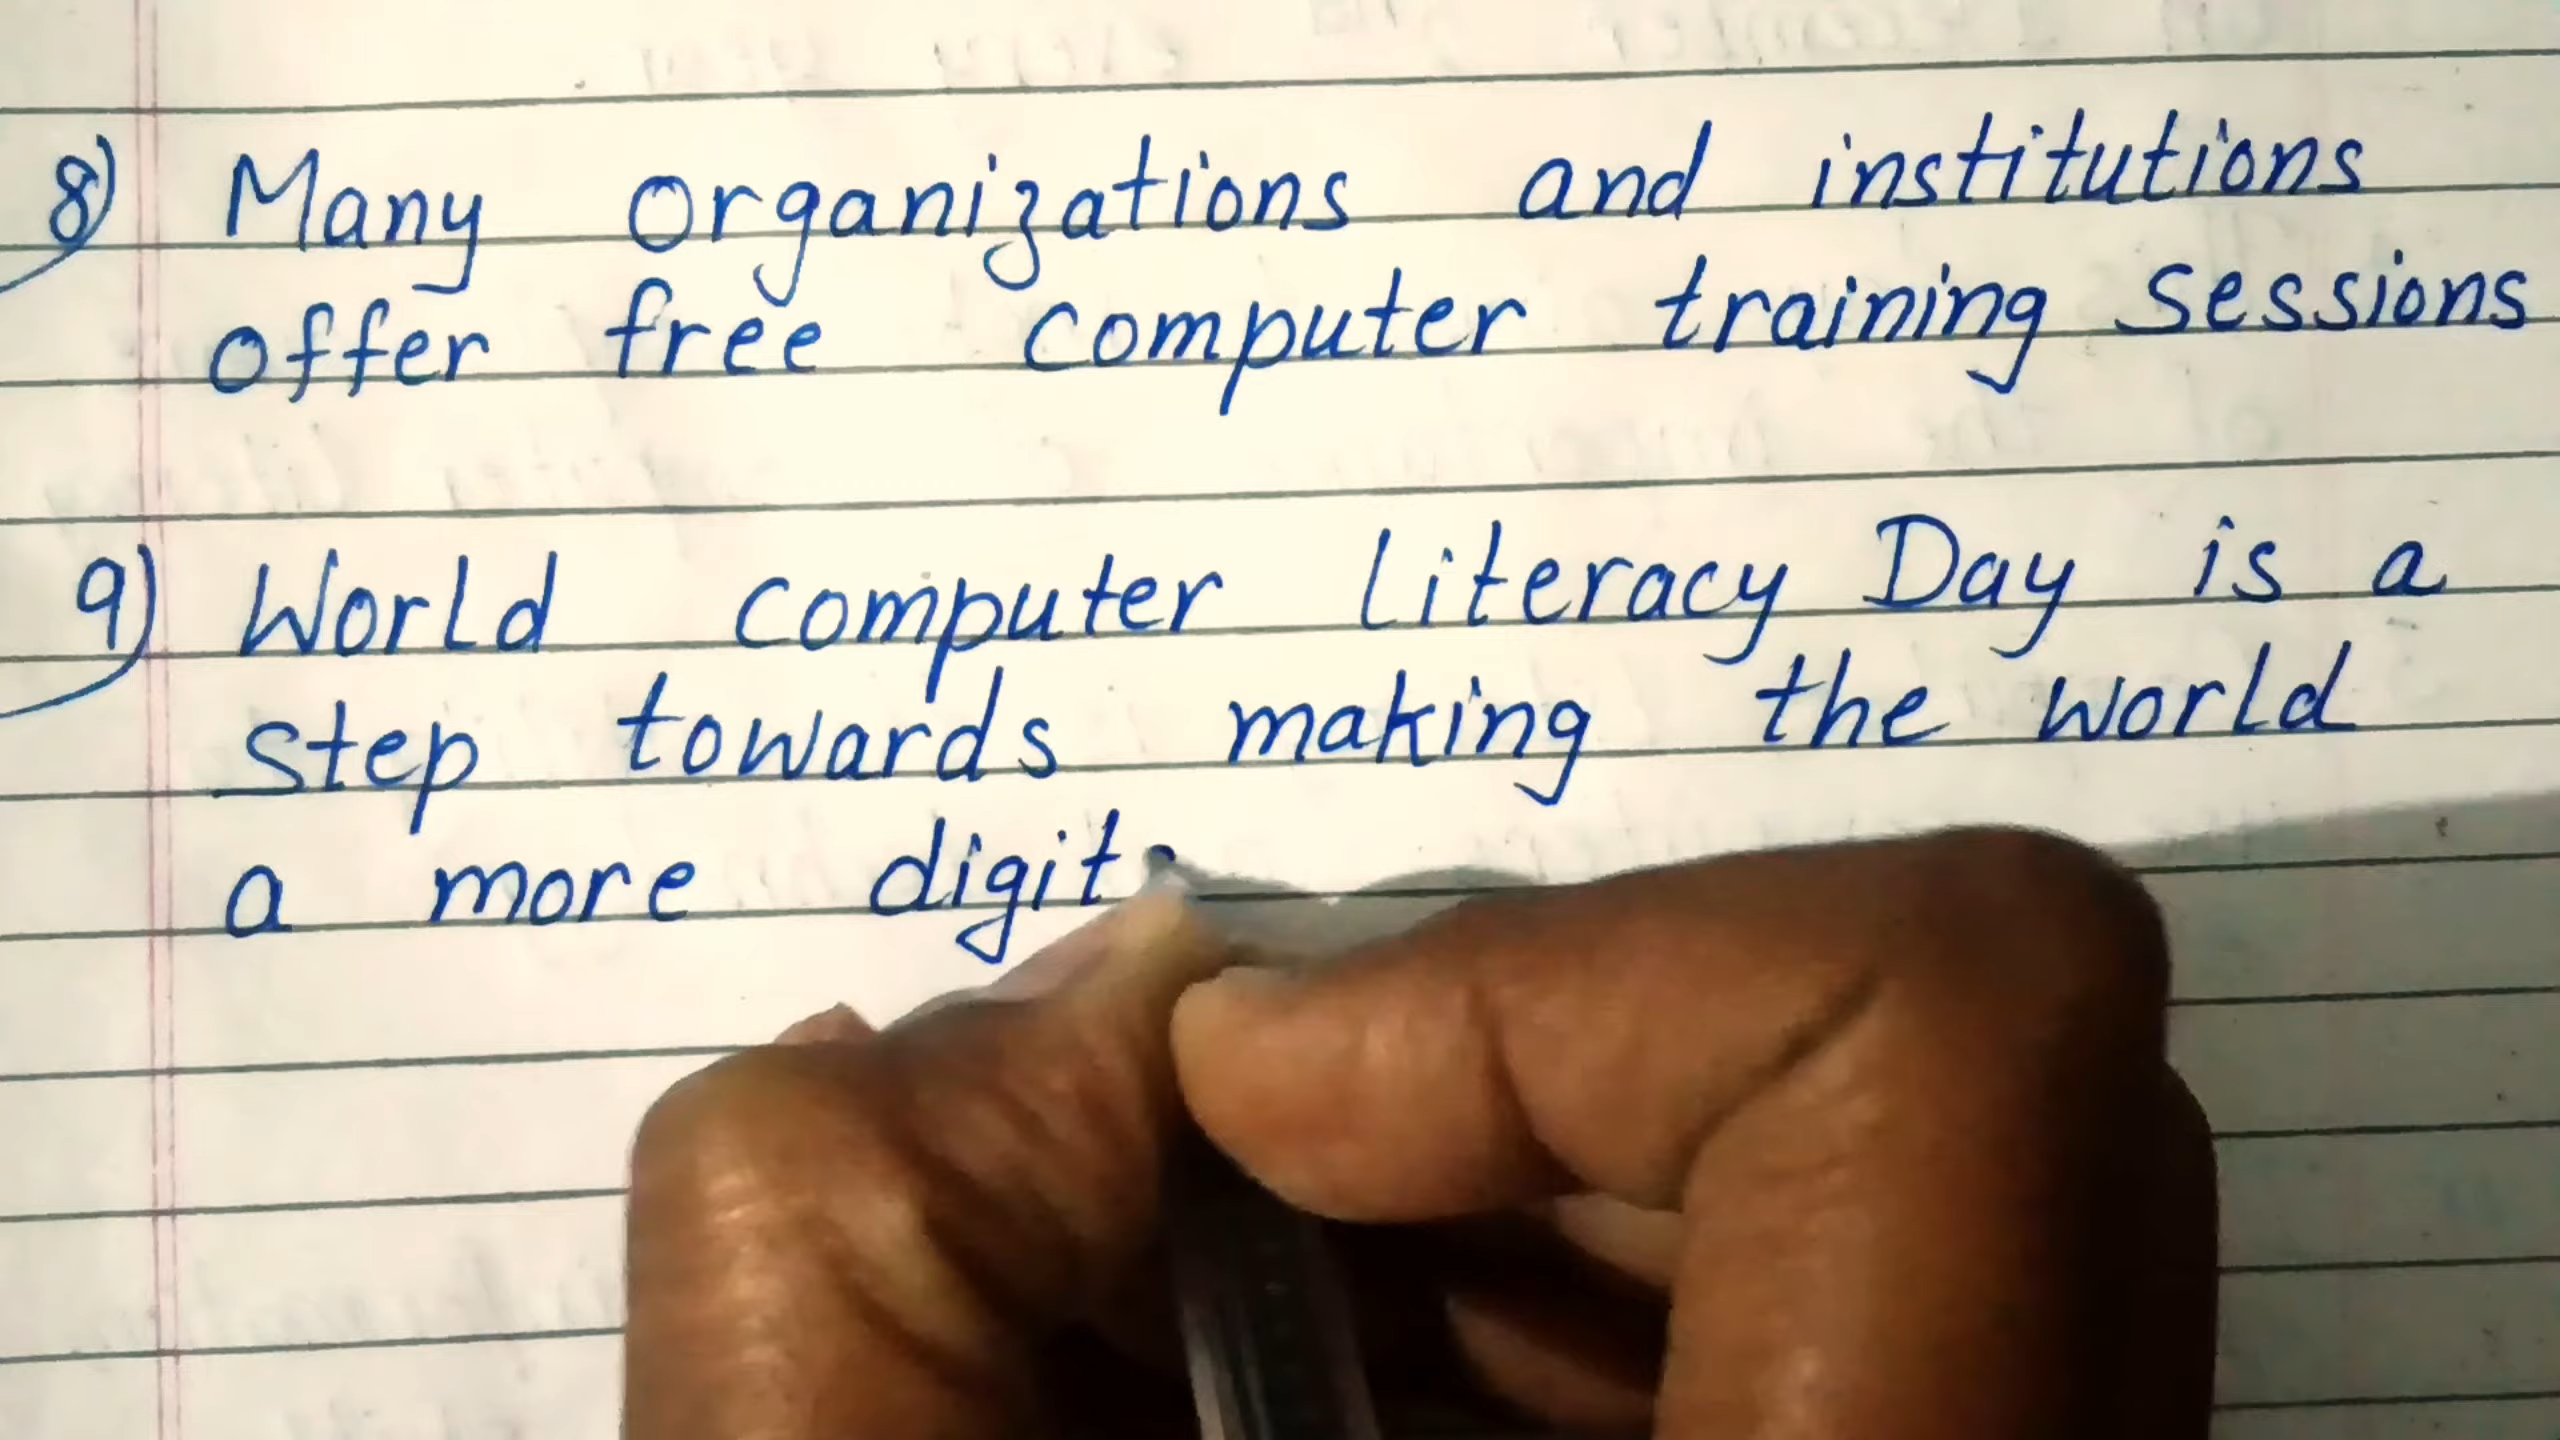 8) Many organizations and institutions
offer free computer training sessions
9) World computer literacy Day is a
step towards making the world
a more digit